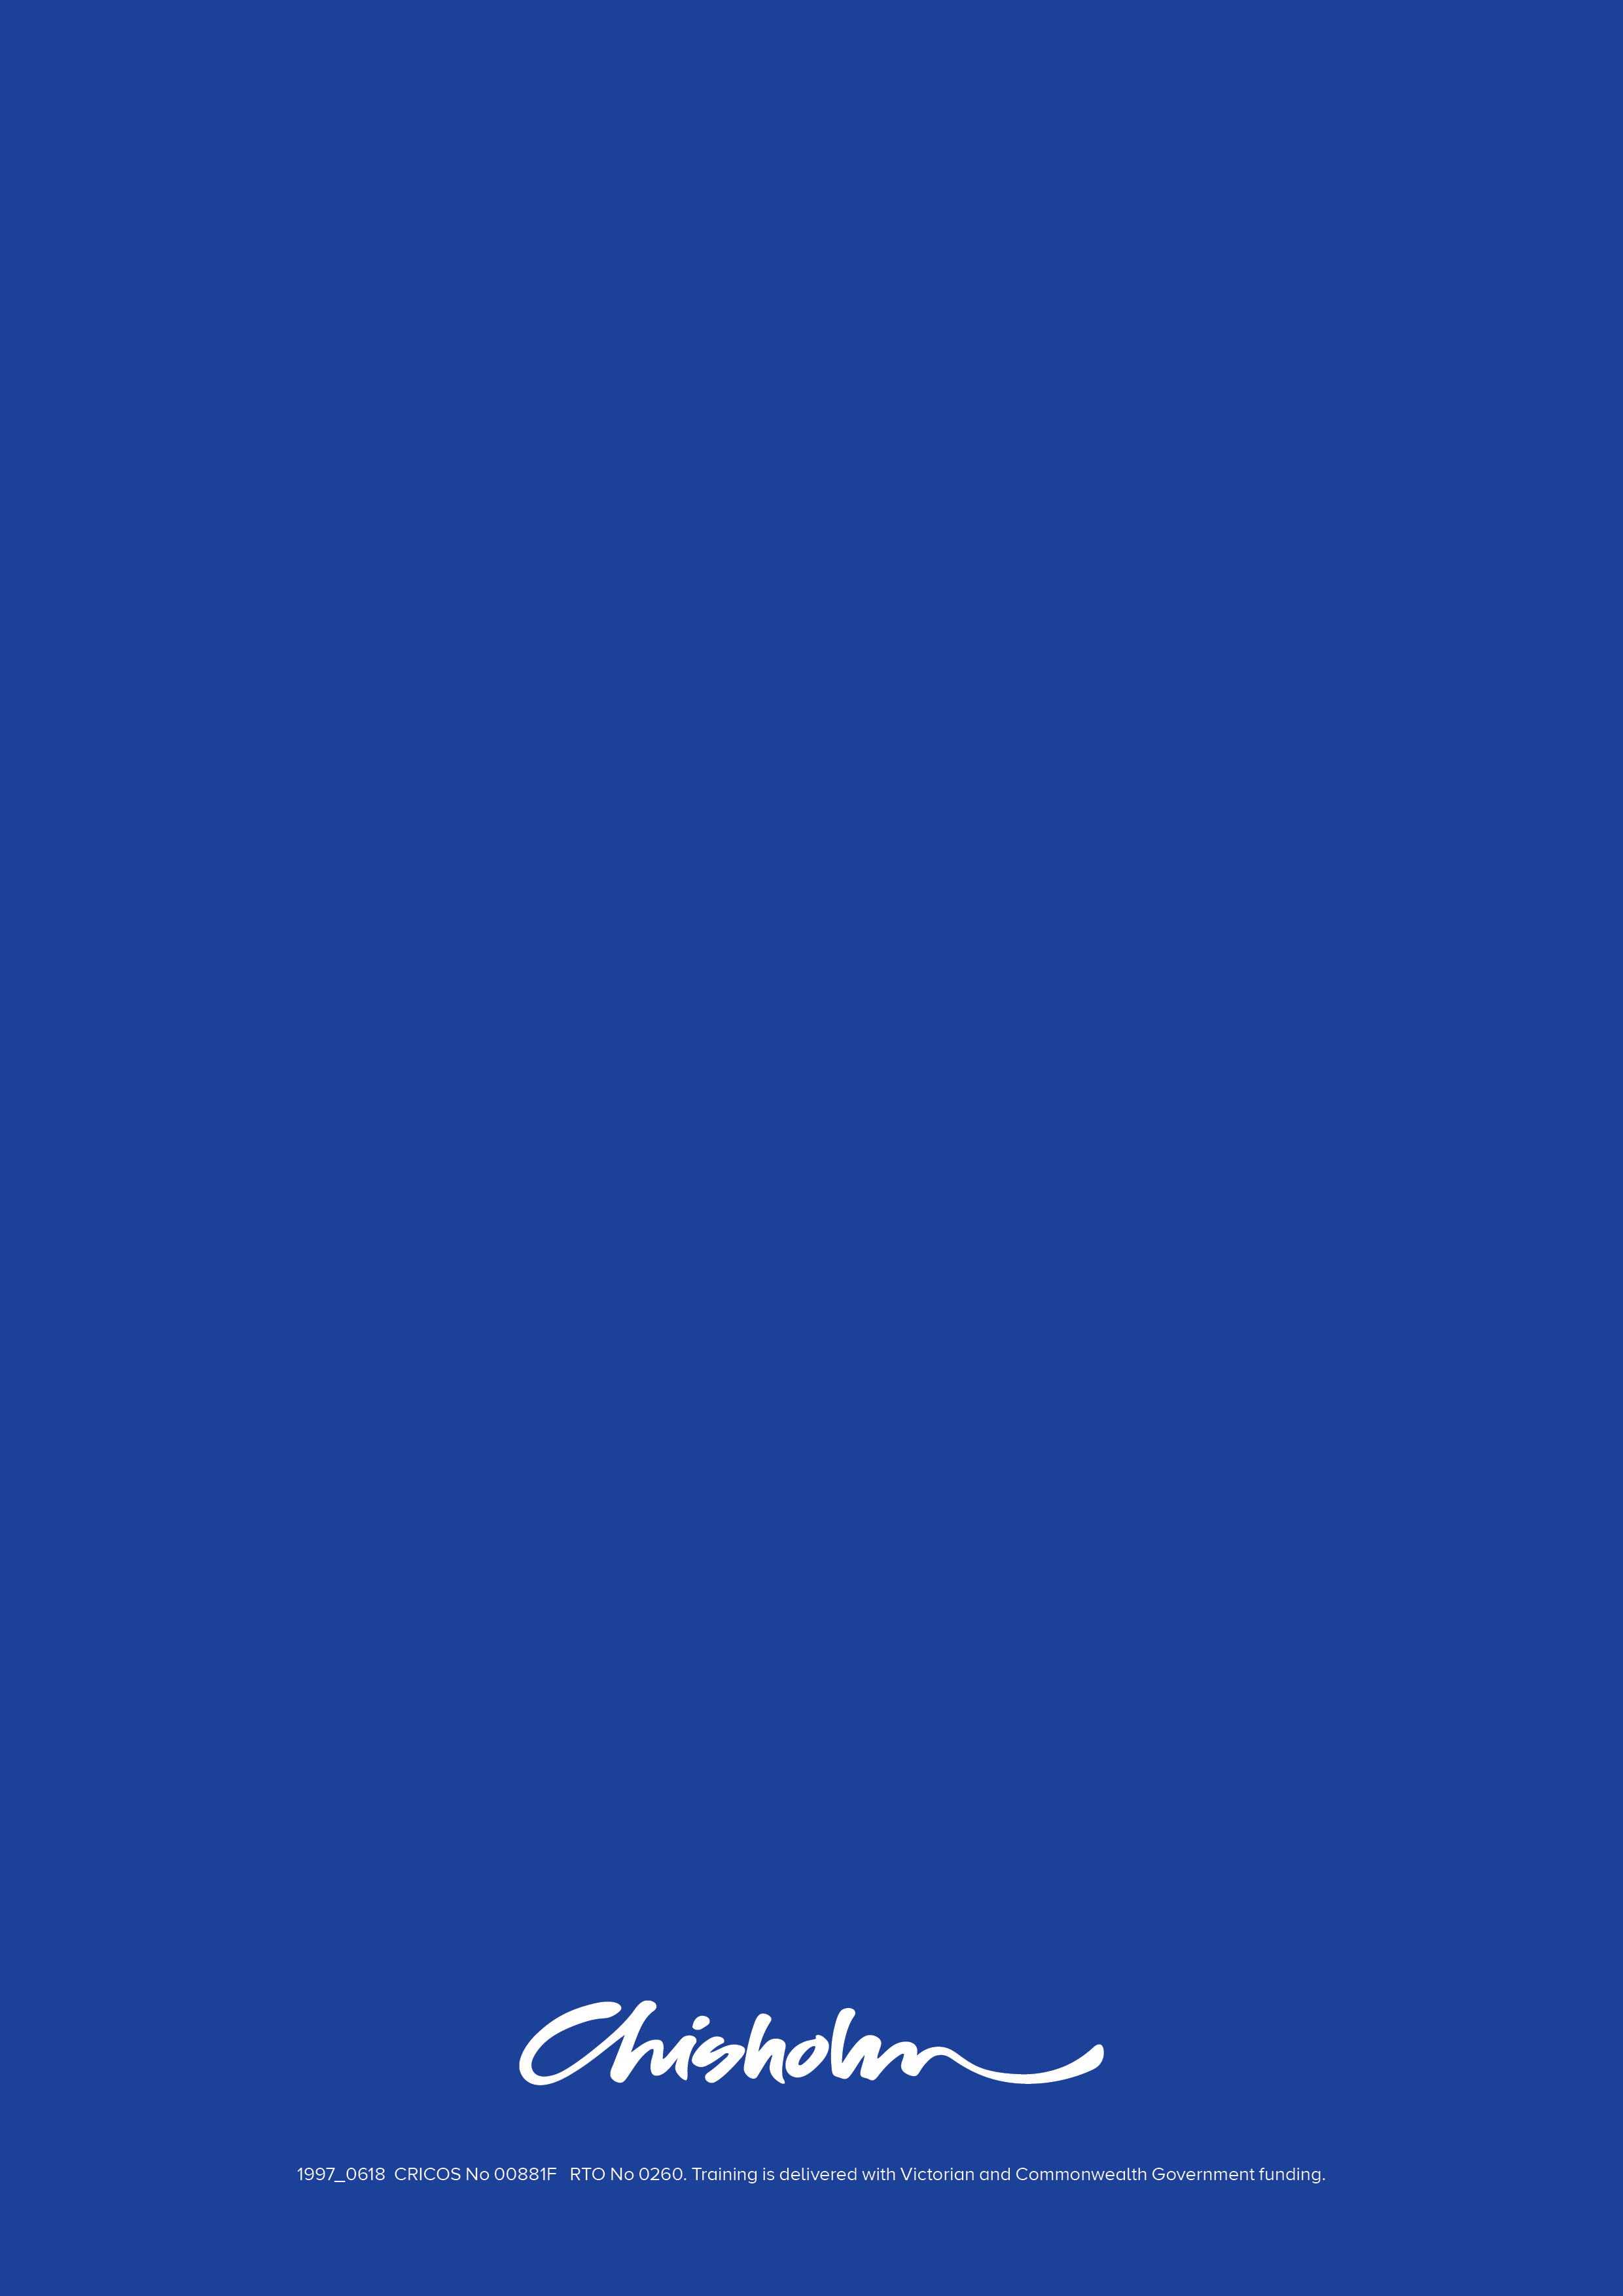 Chisholm
1997_0618 CRICOS No 00881F RTO No 0260. Training is delivered with Victorian and Commonwealth Government funding.